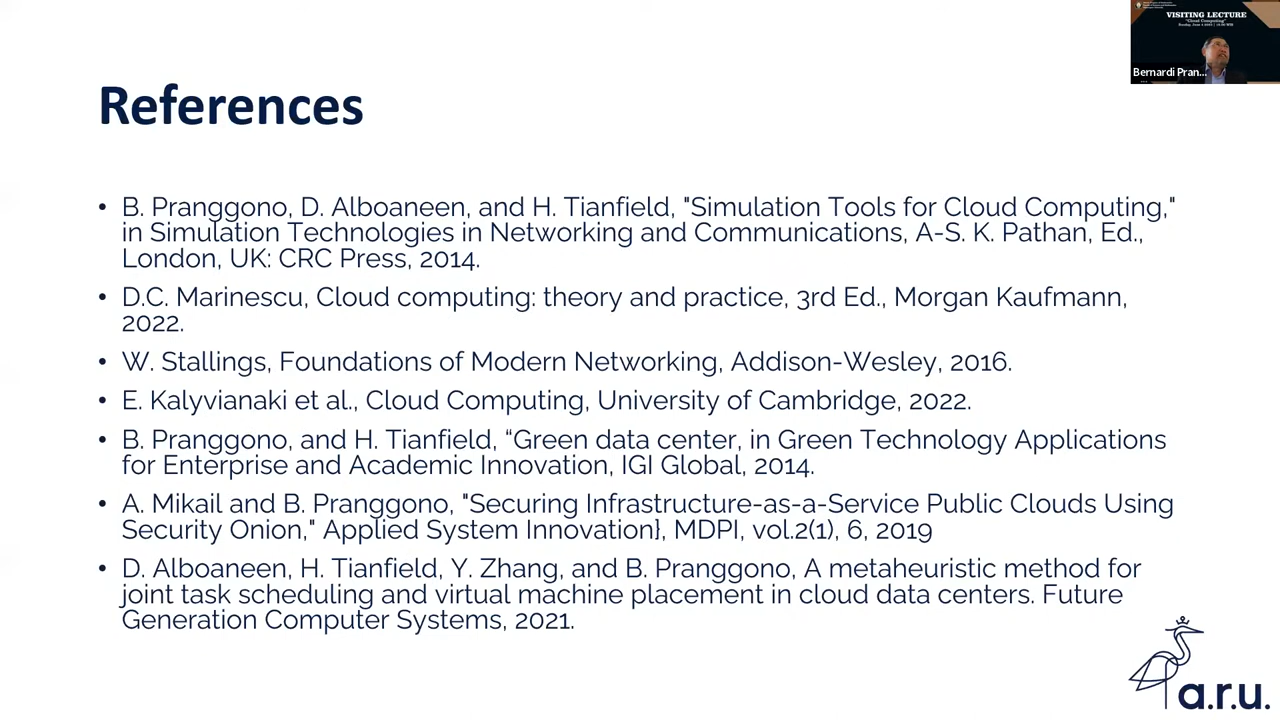 VISITING LECTURE
"Cloud Computing"
Bernardi Pran...
References
• B. Pranggono, D. Alboaneen, and H. Tianfield, "Simulation Tools for Cloud Computing,"
in Simulation Technologies in Networking and Communications, A-S. K. Pathan, Ed.,
London, UK: CRC Press, 2014.
• D.C. Marinescu, Cloud computing: theory and practice, 3rd Ed., Morgan Kaufmann,
2022.
• W. Stallings, Foundations of Modern Networking, Addison-Wesley, 2016.
• E. Kalyvianaki et al., Cloud Computing, University of Cambridge, 2022.
• B. Pranggono, and H. Tianfield, “Green data center, in Green Technology Applications
for Enterprise and Academic Innovation, IGI Global, 2014.
• A. Mikail and B. Pranggono, "Securing Infrastructure-as-a-Service Public Clouds Using
Security Onion," Applied System Innovation}, MDPI, vol.2(1), 6, 2019
• D. Alboaneen, H. Tianfield, Y. Zhang, and B. Pranggono, A metaheuristic method for
joint task scheduling and virtual machine placement in cloud data centers. Future
Generation Computer Systems, 2021.
a.r.u.